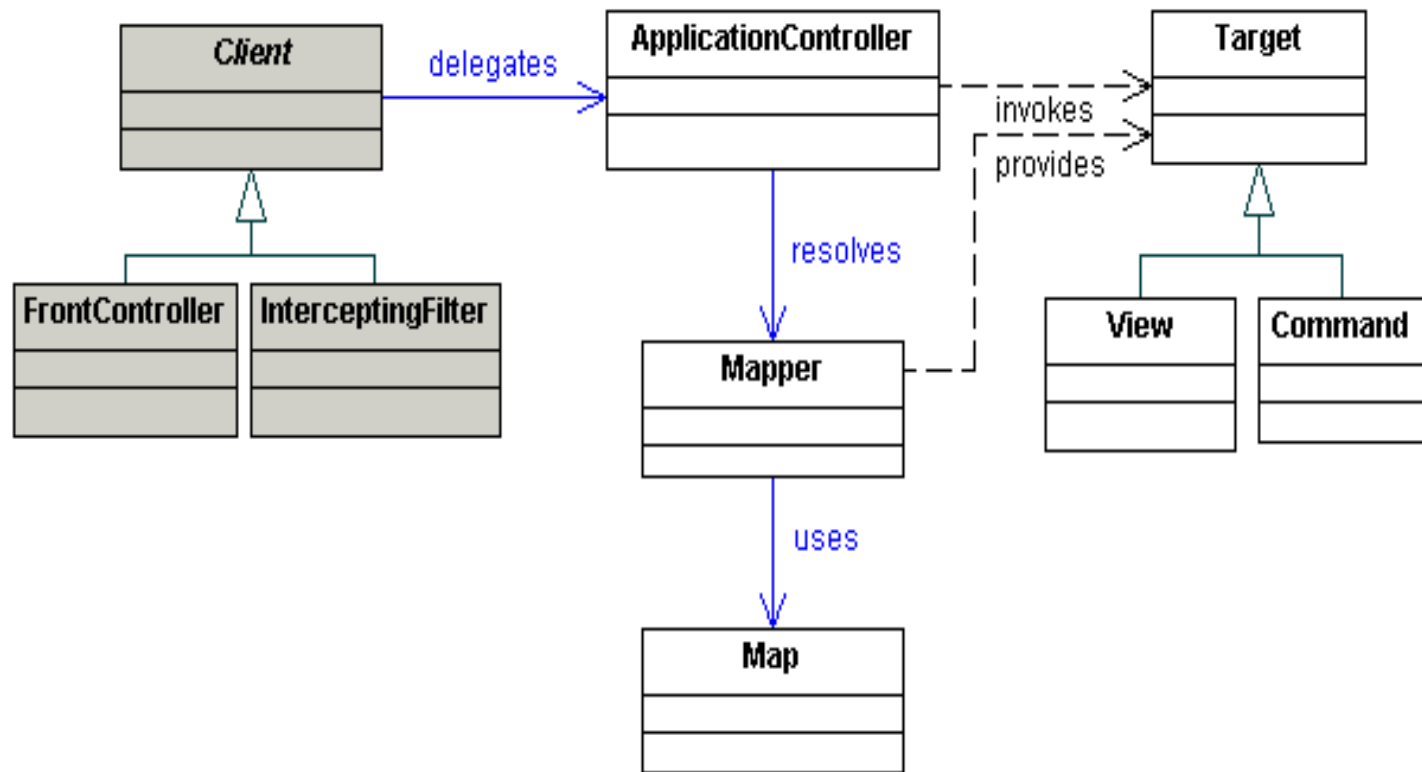 Client
delegates
ApplicationController
invokes
provides
Target
FrontController
InterceptingFilter
resolves
Mapper
View
Command
uses
Map